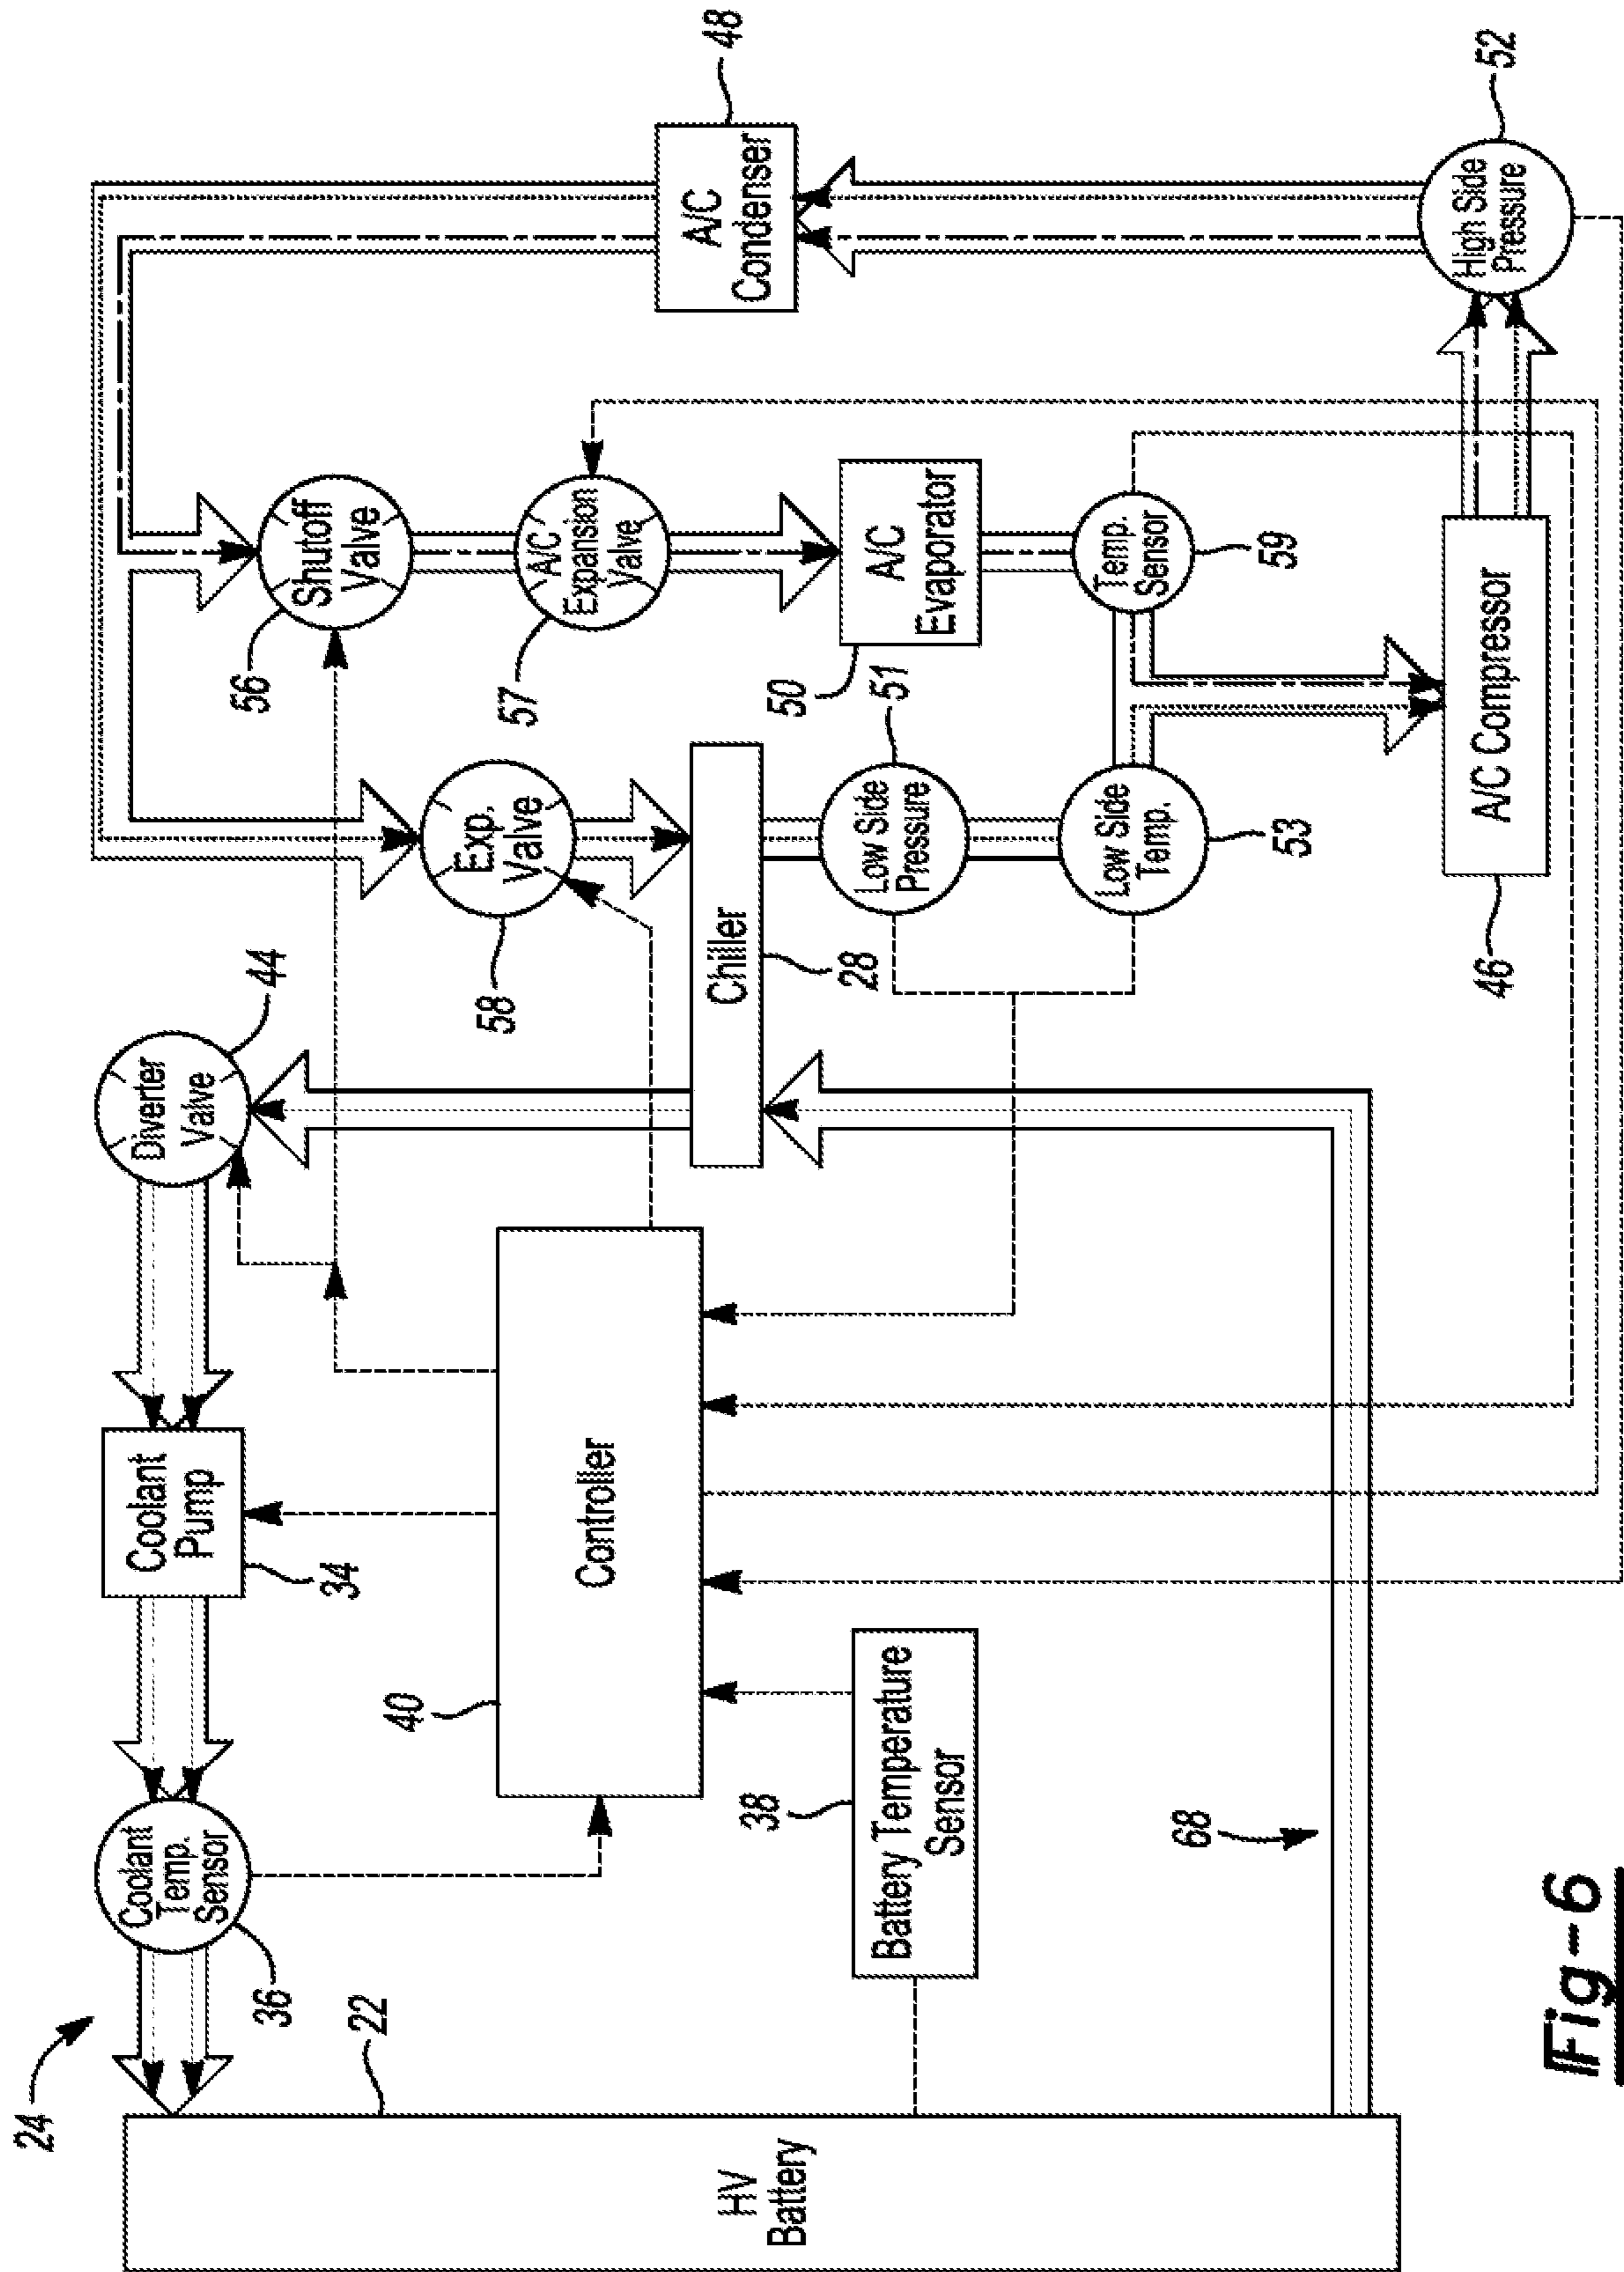 24
HV
Battery
22
Coolant
Temp.
Sensor
36
Coolant
Pump
34
Diverter
Valve
44
Controller
40
Battery Temperature
Sensor
38
68
Chiller
28
Exp.
Valve
58
Shutoff
Valve
56
A/C
Expansion
Valve
57
A/C
Evaporator
50
Low Side
Pressure
51
Low Side
Temp.
53
Temp.
Sensor
59
A/C Compressor
46
A/C
Condenser
48
High Side
Pressure
52
Fig-6